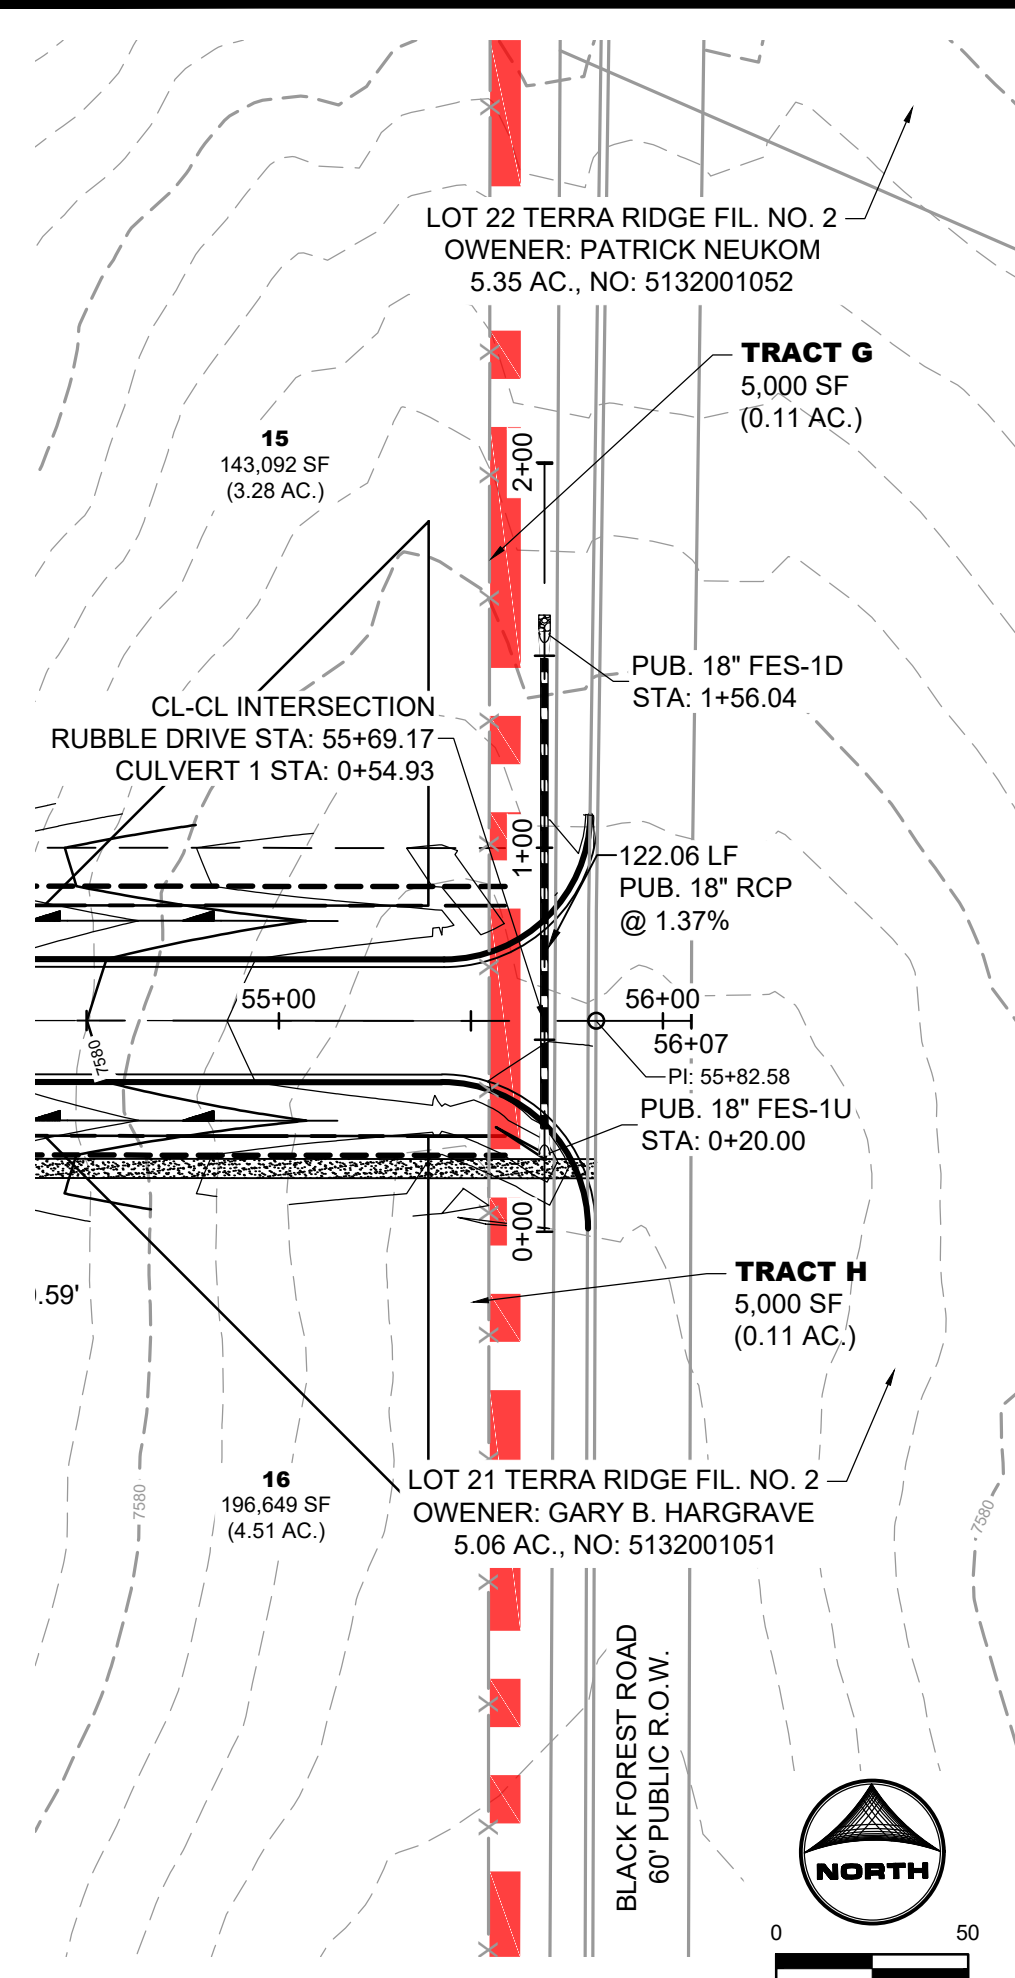 LOT 22 TERRA RIDGE FIL. NO. 2
OWENER: PATRICK NEUKOM
5.35 AC., NO: 5132001052
TRACT G
5,000 SF
(0.11 AC.)
15
143,092 SF
(3.28 AC.)
2+00
PUB. 18" FES-1D
STA: 1+56.04
CL-CL INTERSECTION
RUBBLE DRIVE STA: 55+69.17
CULVERT 1 STA: 0+54.93
1+00
122.06 LF
PUB. 18" RCP
@ 1.37%
55+00
56+00
56+07
7580
PI: 55+82.58
PUB. 18" FES-1U
STA: 0+20.00
0+00
TRACT H
5,000 SF
(0.11 AC.)
.59'
16
196,649 SF
(4.51 AC.)
LOT 21 TERRA RIDGE FIL. NO. 2
OWENER: GARY B. HARGRAVE
5.06 AC., NO: 5132001051
7580
7580
BLACK FOREST ROAD
60' PUBLIC R.O.W.
NORTH
0 50